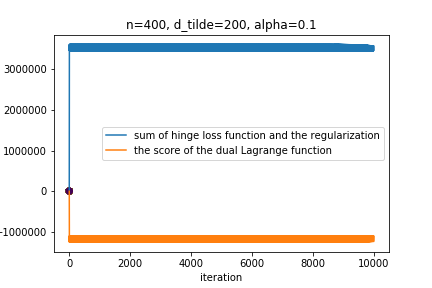 n=400, d_tilde=200, alpha=0.1
3000000
2000000
1000000
0
-1000000
sum of hinge loss function and the regularization
the score of the dual Lagrange function
0 2000 4000 6000 8000 10000
iteration